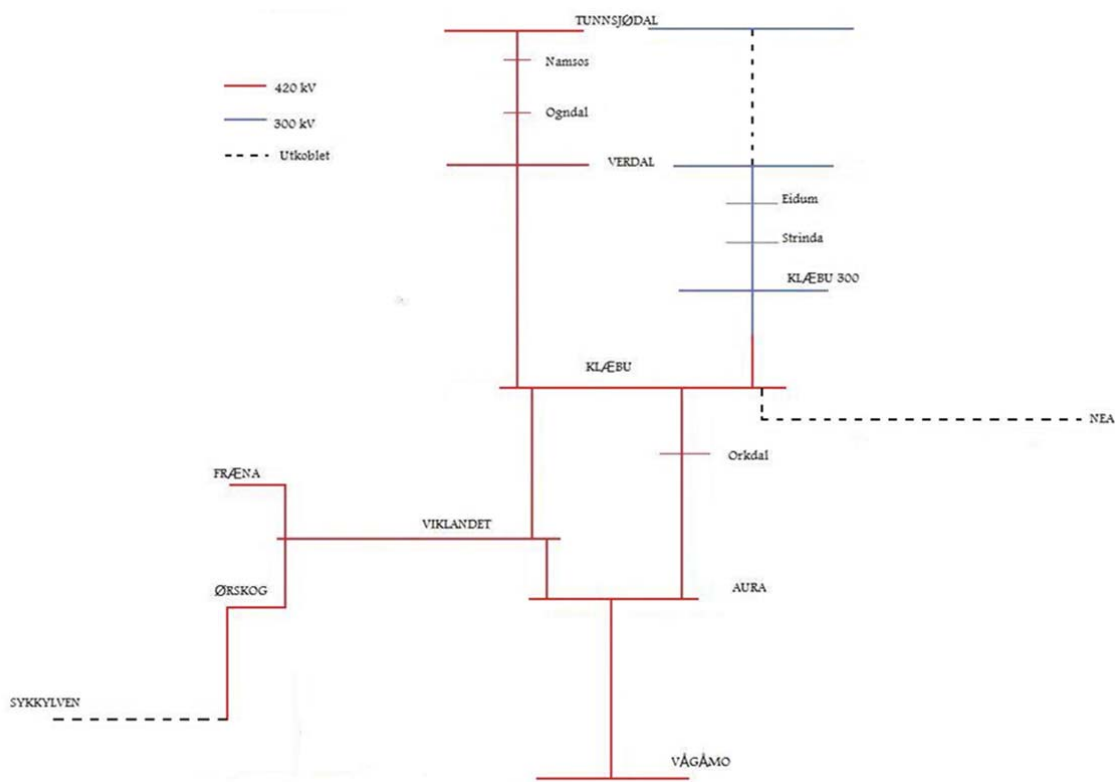 TUNNSJØDAL
Namsos
420 kV
Ogndal
300 kV
Utkoblet
VERDAL
Eidum
Strinda
KLÆBU 300
KLÆBU
NEA
Orkdal
FRÆNA
VIKLANDET
ØRSKOG
AURA
SYKKYLVEN
VÅGÅMO